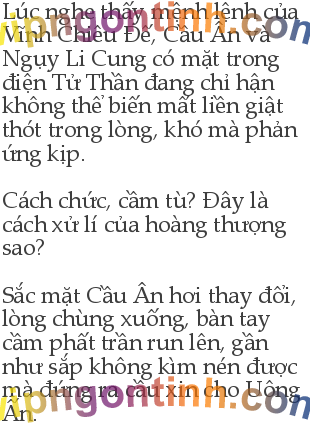 Lúc nghe thấy mệnh lệnh của
Vĩnh Chiêu Đế, Cầu Ân và
Ngụy Li Cung có mặt trong
điện Tử Thần đang chỉ hận
không thể biến mất liền giật
thót trong lòng, khó mà phản
ứng kịp.
Cách chức, cầm tù? Đây là
cách xử lí của hoàng thượng
sao?
Sắc mặt Cầu Ân hơi thay đổi,
lòng chùng xuống, bàn tay
cầm phất trần run lên, gần
như sắp không kìm nén được
mà đứng ra cầu xin cho Uông
Ấn.